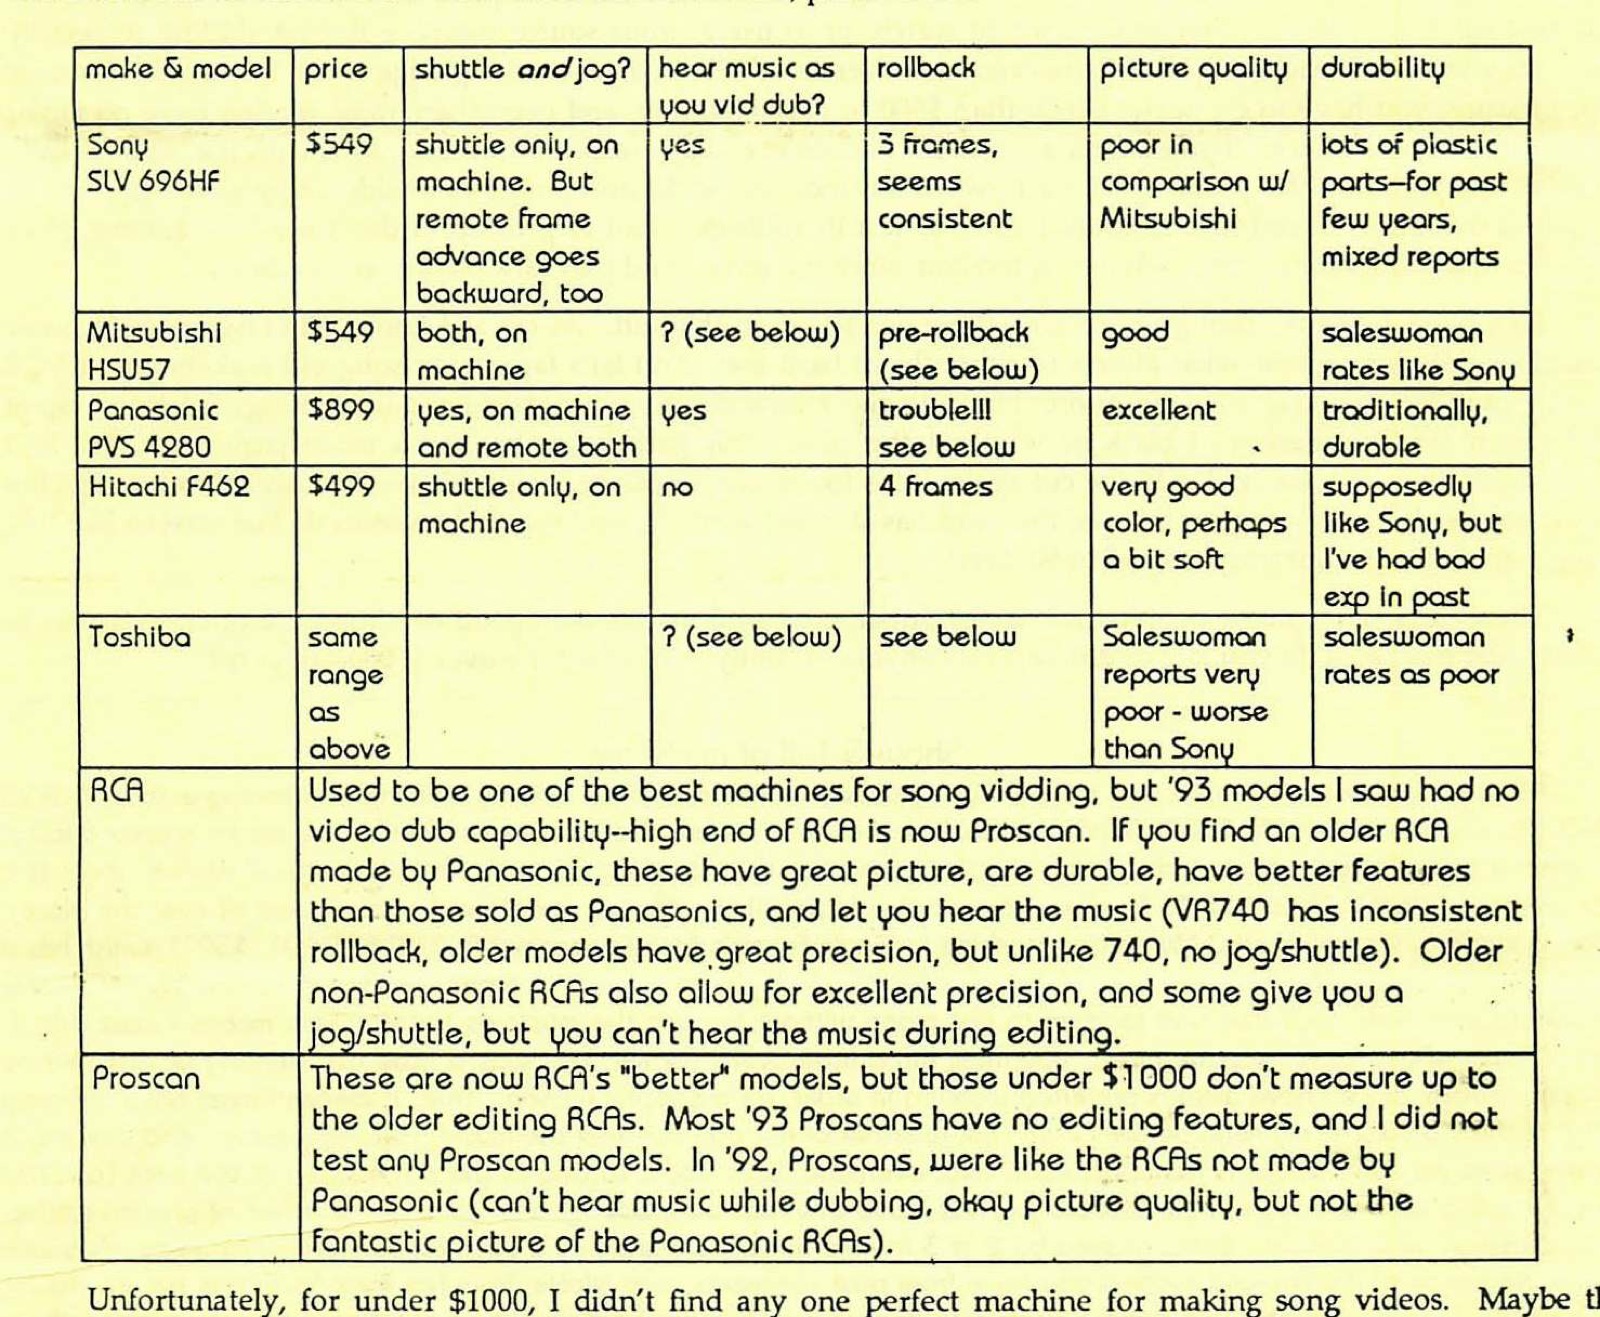 make & model price shuttle and jog? hear music as you vid dub? rollback picture quality durability
Sony SLV 696HF
$549
shuttle only, on
machine. But
remote frame
advance goes
backward, too
yes
3 frames,
seems
consistent
poor in
comparison w/
Mitsubishi
lots of plastic
parts–for past
few years,
mixed reports
Mitsubishi
HSU57
$549
both, on
machine
? (see below)
pre-rollback
(see below)
good
saleswoman
rates like Sony
Panasonic
PVS 4280
$899
yes, on machine
and remote both
yes
trouble!!!
see below
excellent
traditionally,
durable
Hitachi F462
$499
shuttle only, on
machine
no
4 frames
very good
color, perhaps
a bit soft
supposedly
like Sony, but
I've had bad
exp in past
Toshiba
same
range
as
above
? (see below)
see below
Saleswoman
reports very
poor - worse
than Sony
saleswoman
rates as poor
RCA
Used to be one of the best machines for song vidding, but '93 models I saw had no
video dub capability--high end of RCA is now Proscan. If you find an older RCA
made by Panasonic, these have great picture, are durable, have better features
than those sold as Panasonics, and let you hear the music (VR740 has inconsistent
rollback, older models have great precision, but unlike 740, no jog/shuttle). Older
non-Panasonic RCAs also allow for excellent precision, and some give you a
jog/shuttle, but you can't hear the music during editing.
Proscan
These are now RCA's "better" models, but those under $1000 don't measure up to
the older editing RCAs. Most '93 Proscans have no editing features, and I did not
test any Proscan models. In '92, Proscans, were like the RCAs not made by
Panasonic (can't hear music while dubbing, okay picture quality, but not the
fantastic picture of the Panasonic RCAs).
Unfortunately, for under $1000, I didn't find any one perfect machine for making song videos. Maybe